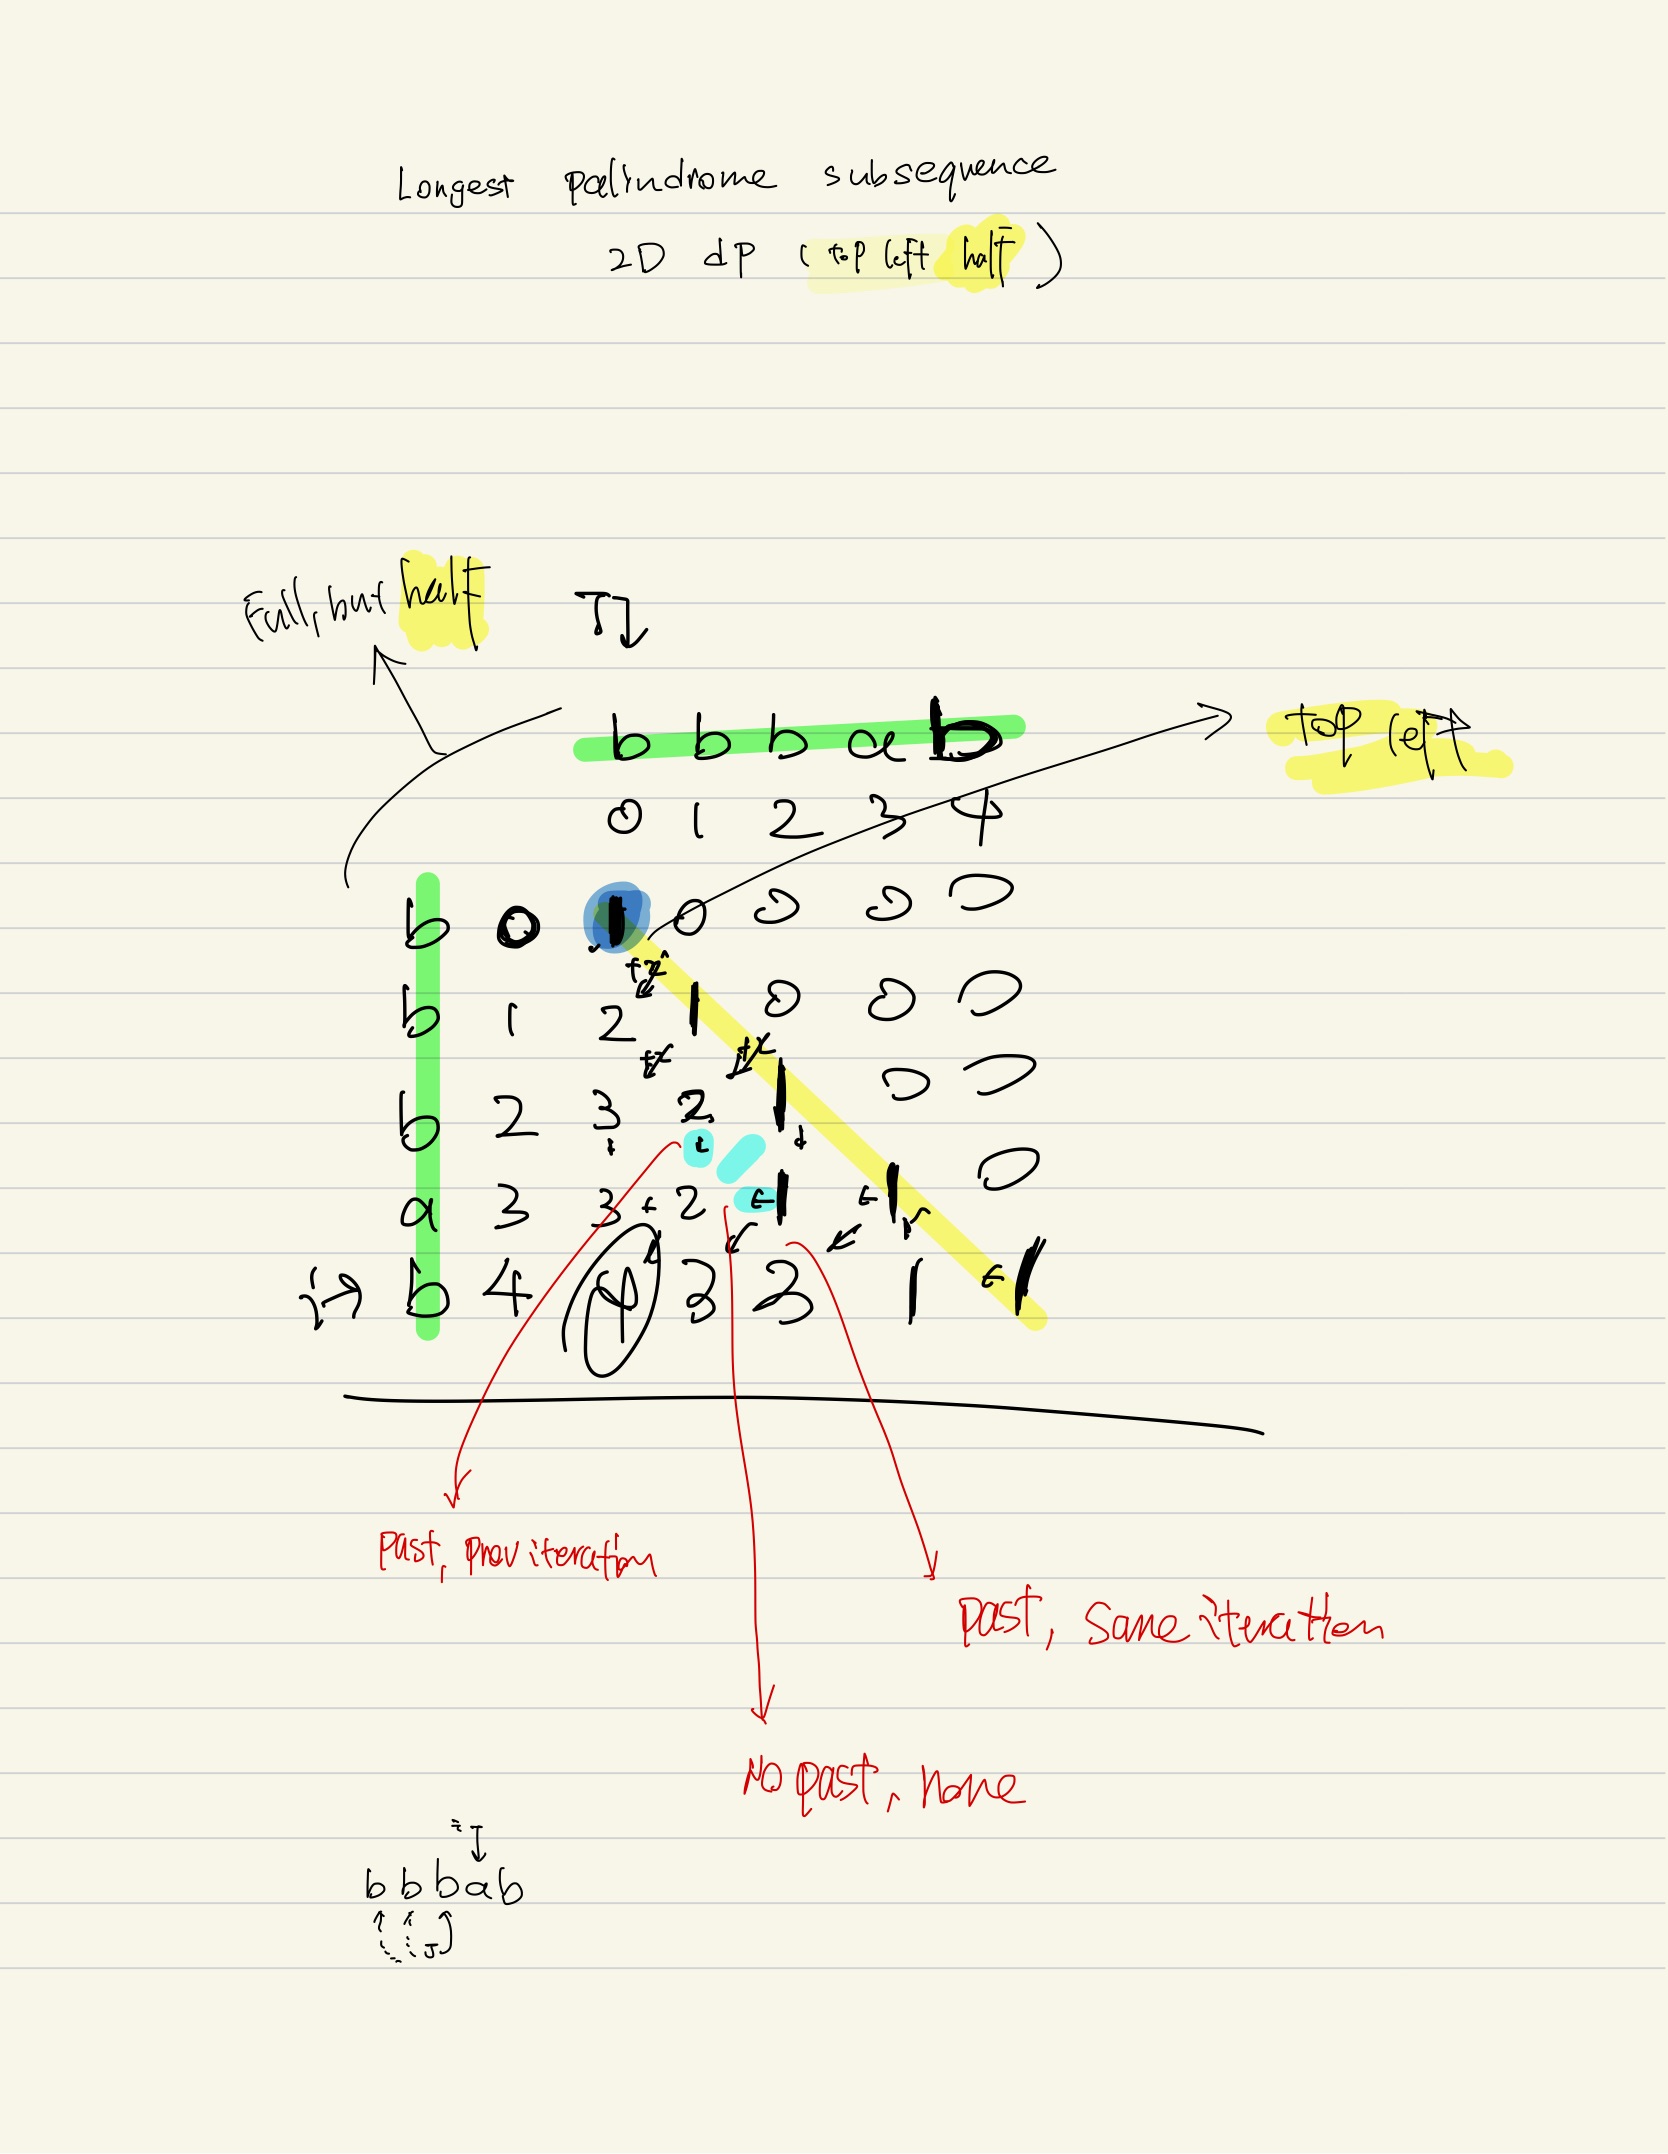 Longest palindrome subsequence
2D dp (top left half)
Full, but half
top left
b b b a b
0 1 2 3 4
b 0 1 0 0 0 0
+2
b 1 2 1 0 0 0
b 2 3 2 1 0 0
a 3 3 2 1 1 0
b 4 4 3 3 1 1
past, prev iteration
past, same iteration
No past, none
b b b a b